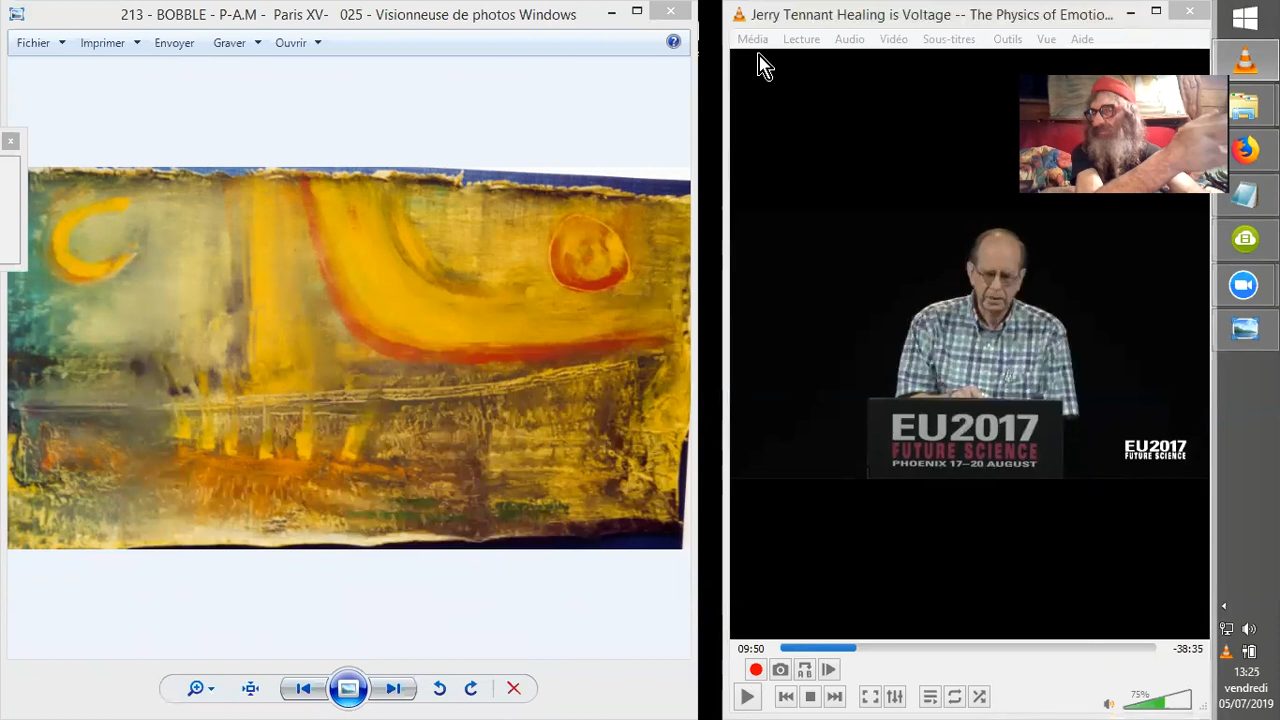 213 - BOBBLE - P-A.M - Paris XV- 025 - Visionneuse de photos Windows
Fichier
Imprimer
Envoyer
Graver
Ouvrir
Jerry Tennant Healing is Voltage -- The Physics of Emotio...
Média
Lecture
Audio
Vidéo
Sous-titres
Outils
Vue
Aide
EU2017
FUTURE SCIENCE
PHOENIX 17–20 AUGUST
EU2017
FUTURE SCIENCE
09:50
-38:35
A B
75%
13:25
vendredi
05/07/2019